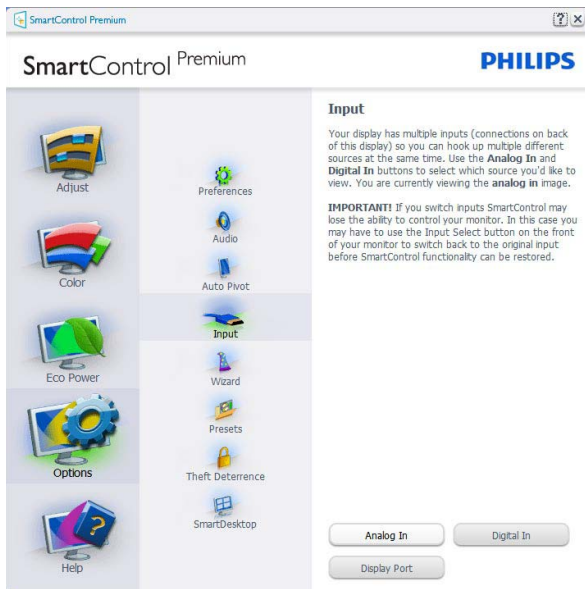 SmartControl Premium
SmartControl Premium
PHILIPS
Adjust
Color
Eco Power
Options
Help
Preferences
Audio
Auto Pivot
Input
Wizard
Presets
Theft Deterrence
SmartDesktop
Input
Your display has multiple inputs (connections on back
of this display) so you can hook up multiple different
sources at the same time. Use the Analog In and
Digital In buttons to select which source you'd like to
view. You are currently viewing the analog in image.
IMPORTANT! If you switch inputs SmartControl may
lose the ability to control your monitor. In this case you
may have to use the Input Select button on the front
of your monitor to switch back to the original input
before SmartControl functionality can be restored.
Analog In
Digital In
Display Port